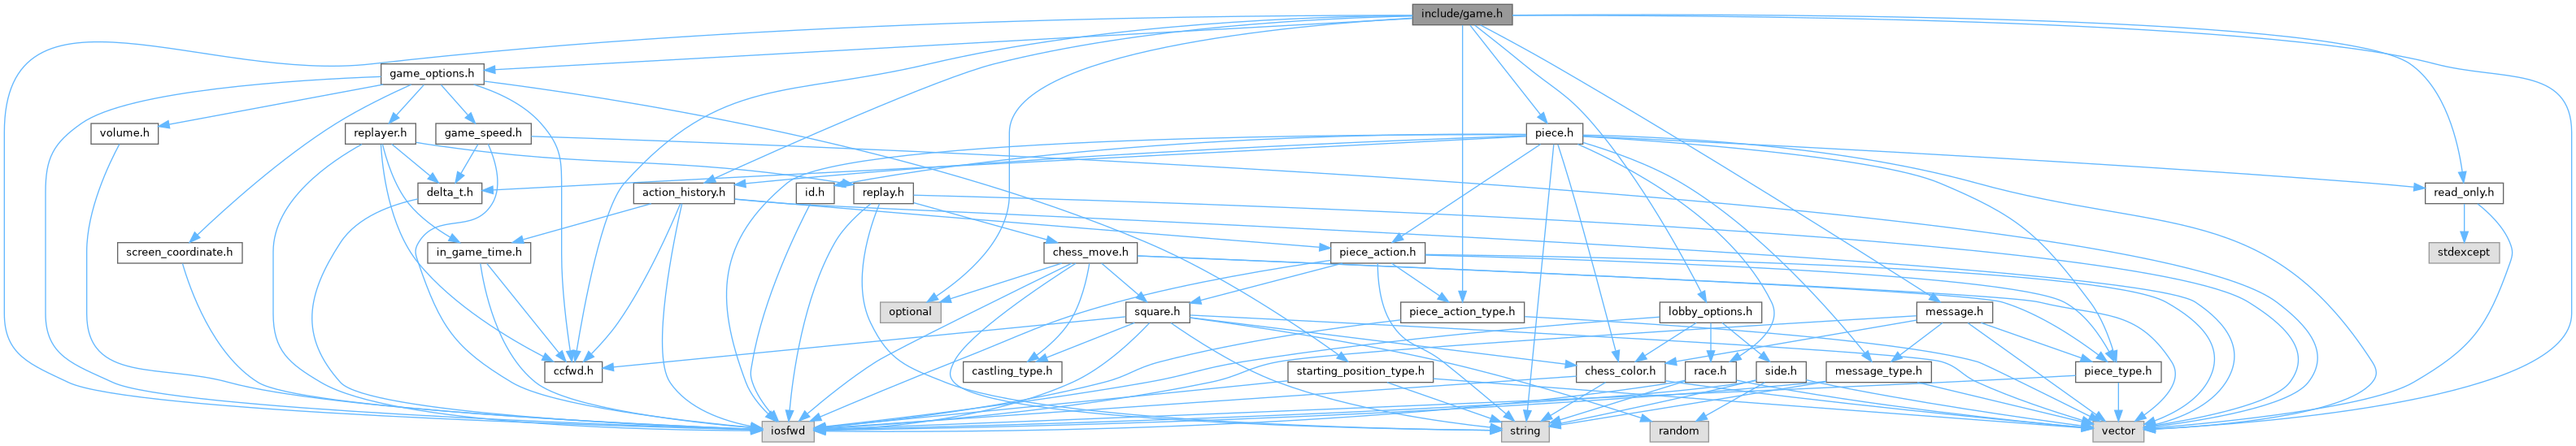 include/game.h
game_options.h
volume.h
replayer.h
game_speed.h
piece.h
delta_t.h
action_history.h
id.h
replay.h
read_only.h
screen_coordinate.h
in_game_time.h
chess_move.h
piece_action.h
stdexcept
optional
square.h
piece_action_type.h
lobby_options.h
message.h
ccfwd.h
castling_type.h
starting_position_type.h
chess_color.h
race.h
side.h
message_type.h
piece_type.h
iosfwd
string
random
vector